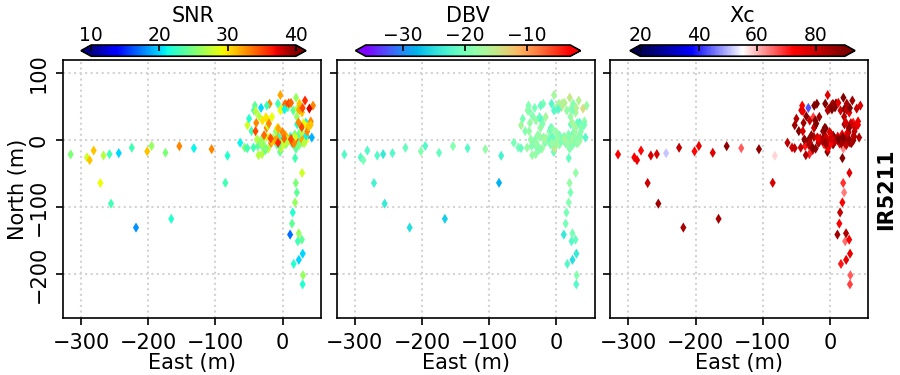 SNR DBV Xc
10 20 30 40 −30 −20 −10 20 40 60 80
100
0
−100
−200
North (m)
IR5211
−300 −200 −100 0 −300 −200 −100 0 −300 −200 −100 0
East (m) East (m) East (m)